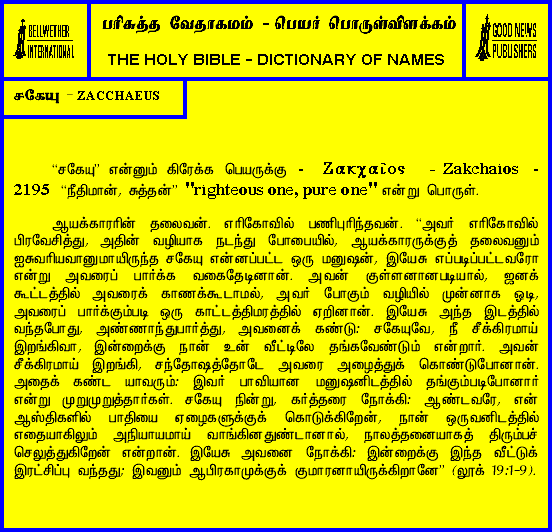 BELLWETHER
INTERNATIONAL
பரிசுத்த வேதாகமம் - பெயர் பொருள்விளக்கம்
THE HOLY BIBLE - DICTIONARY OF NAMES
GOOD NEWS
PUBLISHERS
சகேயு - ZACCHAEUS
“சகேயு” என்னும் கிரேக்க பெயருக்கு - Ζακχαῖος - Zakchaios -
2195 “நீதிமான், சுத்தன்” "righteous one, pure one" என்று பொருள்.
ஆயக்காரரின் தலைவன். எரிகோவில் பணிபுரிந்தவன். “அவர் எரிகோவில்
பிரவேசித்து, அதின் வழியாக நடந்து போபையில், ஆயக்காரருக்குத் தலைவனும்
ஐசுவரியவானுமாயிருந்த சகேயு என்னப்பட்ட ஒரு மனுஷன், இயேசு எப்படிப்பட்டவரோ
என்று அவரைப் பார்க்க வகைதேடினான். அவன் குள்ளனானபடியால், ஜனக்
கூட்டத்தில் அவரைக் காணக்கூடாமல், அவர் போகும் வழியில் முன்னாக ஓடி,
அவரைப் பார்க்கும்படி ஒரு காட்டத்திமரத்தில் ஏறினான். இயேசு அந்த இடத்தில்
வந்தபோது, அண்ணாந்துபார்த்து, அவனைக் கண்டு: சகேயுவே, நீ சீக்கிரமாய்
இறங்கிவா, இன்றைக்கு நான் உன் வீட்டிலே தங்கவேண்டும் என்றார். அவன்
சீக்கிரமாய் இறங்கி, சந்தோஷத்தோடே அவரை அழைத்துக் கொண்டுபோனான்.
அதைக் கண்ட யாவரும்: இவர் பாவியான மனுஷனிடத்தில் தங்கும்படிபோனார்
என்று முறுமுறுத்தார்கள். சகேயு நின்று, கர்த்தரை நோக்கி: ஆண்டவரே, என்
ஆஸ்திகளில் பாதியை ஏழைகளுக்குக் கொடுக்கிறேன், நான் ஒருவனிடத்தில்
எதையாகிலும் அநியாயமாய் வாங்கினதுண்டானால், நாலத்தனையாகத் திரும்பச்
செலுத்துகிறேன் என்றான். இயேசு அவனை நோக்கி: இன்றைக்கு இந்த வீட்டுக்கு
இரட்சிப்பு வந்தது; இவனும் ஆபிரகாமுக்குக் குமாரனாயிருக்கிறானே” (லூக் 19:1-9).